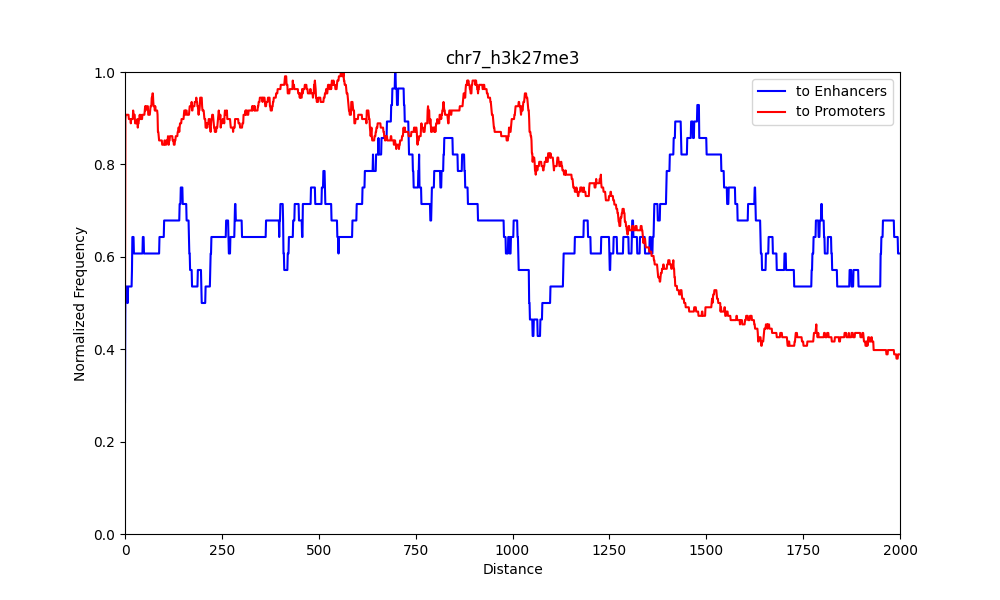 chr7_h3k27me3
to Enhancers
to Promoters
1.0
0.8
0.6
0.4
0.2
0.0
Normalized Frequency
0 250 500 750 1000 1250 1500 1750 2000
Distance